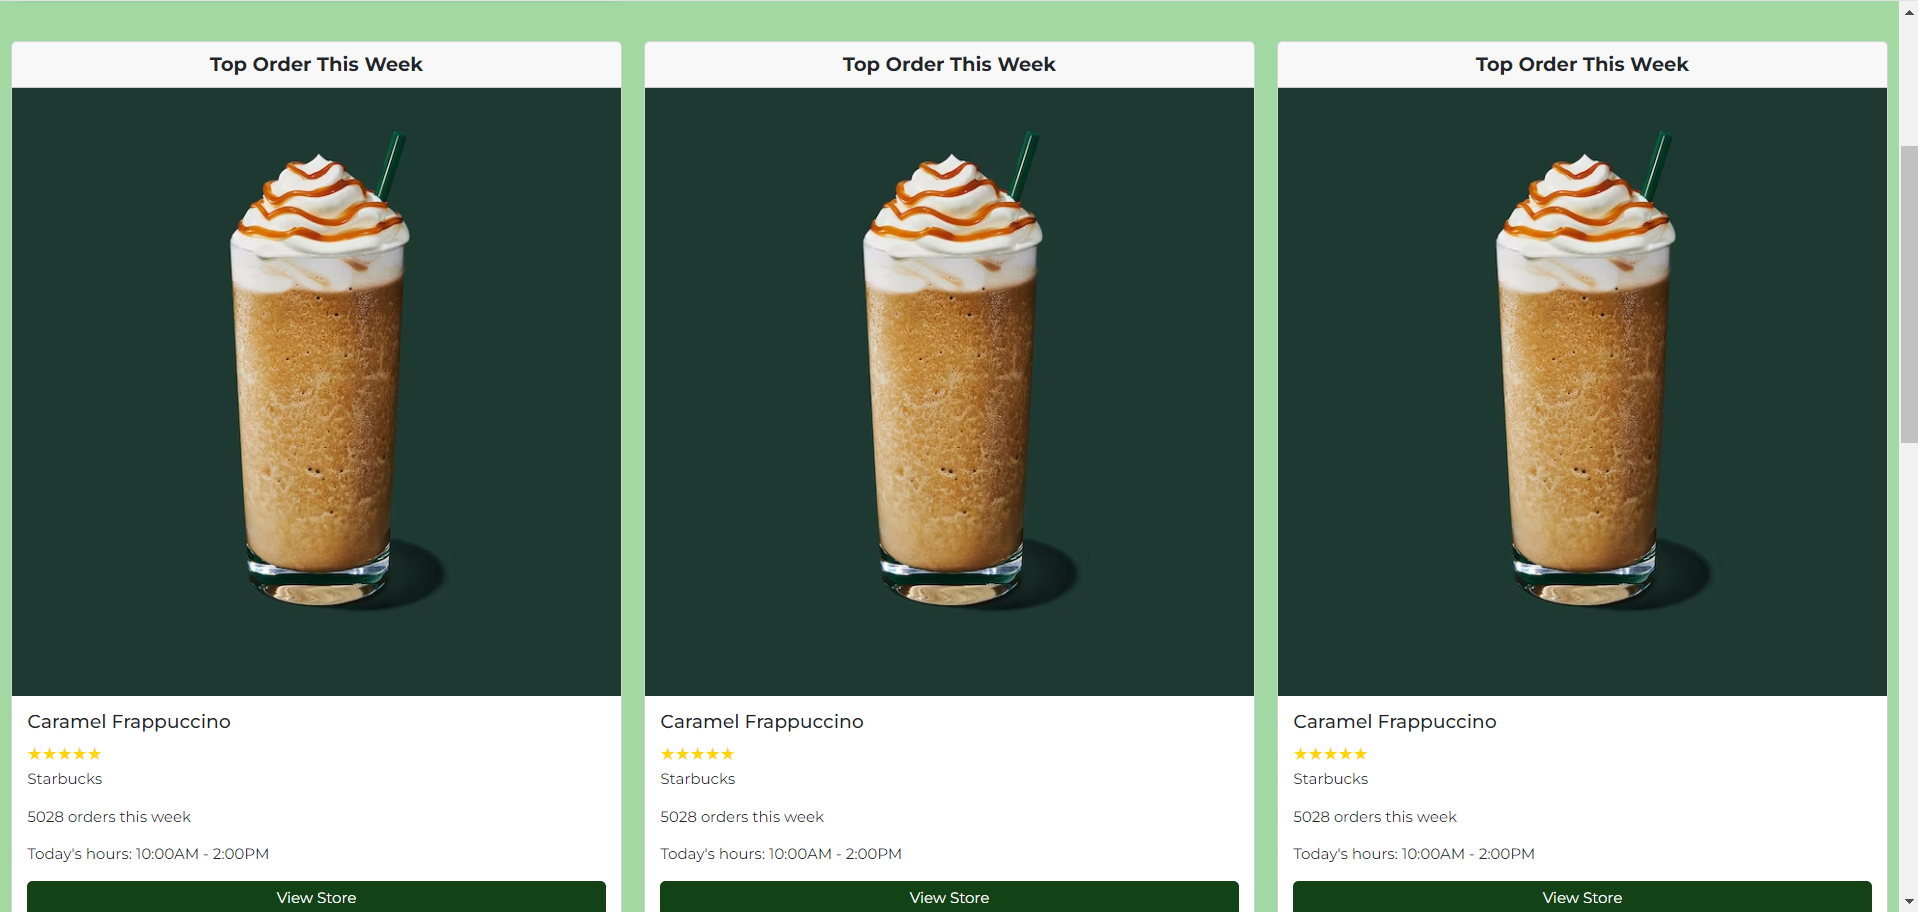 Top Order This Week
Caramel Frappuccino
★★★★★
Starbucks
5028 orders this week
Today's hours: 10:00AM - 2:00PM
View Store
Top Order This Week
Caramel Frappuccino
★★★★★
Starbucks
5028 orders this week
Today's hours: 10:00AM - 2:00PM
View Store
Top Order This Week
Caramel Frappuccino
★★★★★
Starbucks
5028 orders this week
Today's hours: 10:00AM - 2:00PM
View Store